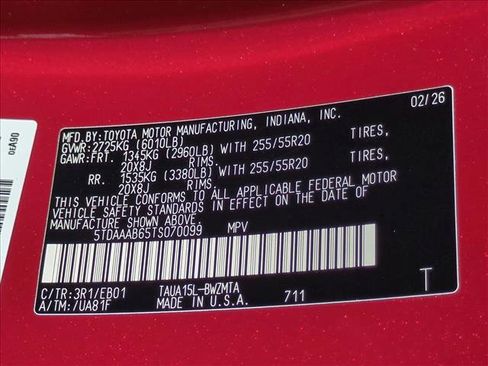 MFD.BY:TOYOTA MOTOR MANUFACTURING, INDIANA, INC. 02/26
GVWR:2725KG (6010LB)
GAWR:FRT. 1345KG (2960LB) WITH 255/55R20 TIRES,
20X8J RIMS.
RR. 1535KG (3380LB) WITH 255/55R20 TIRES,
20X8J RIMS.
THIS VEHICLE CONFORMS TO ALL APPLICABLE FEDERAL MOTOR
VEHICLE SAFETY STANDARDS IN EFFECT ON THE DATE OF
MANUFACTURE SHOWN ABOVE.
5TDAAAB65TS070099 MPV
C/TR:3R1/EB01 TAUA15L-BWZMTA
A/TM:/UA81F MADE IN U.S.A. 711 T